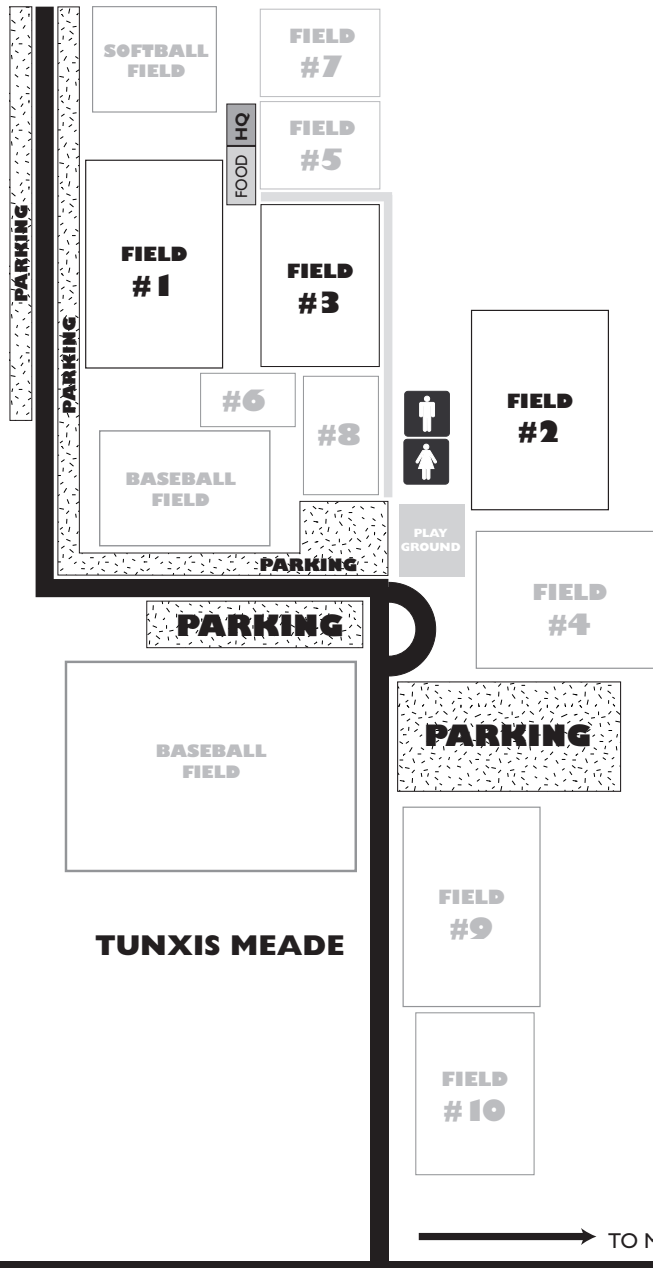 SOFTBALL
FIELD
FIELD
#7
HQ
FOOD
FIELD
#5
PARKING
PARKING
FIELD
#1
FIELD
#3
FIELD
#2
#6
#8
BASEBALL
FIELD
PLAY
GROUND
PARKING
FIELD
#4
PARKING
PARKING
BASEBALL
FIELD
FIELD
#9
TUNXIS MEADE
FIELD
#10
TO